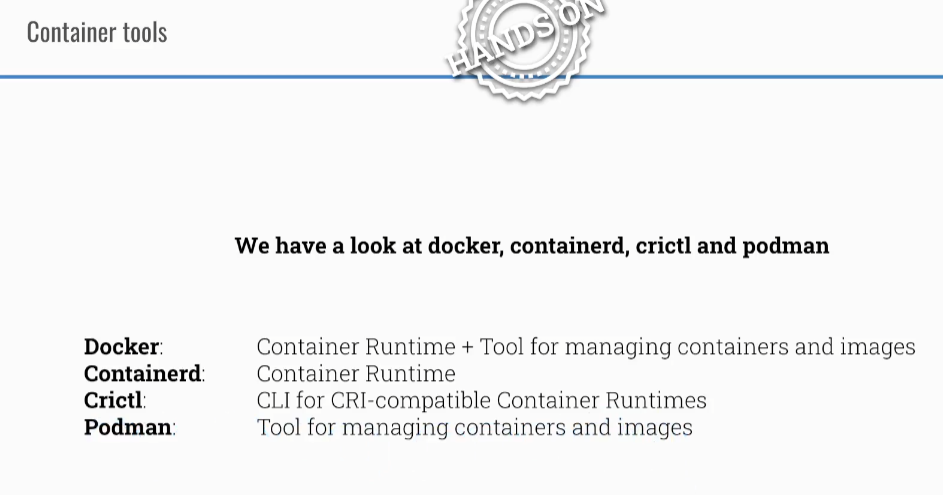 Container tools
HANDS ON
We have a look at docker, containerd, crictl and podman
Docker: Container Runtime + Tool for managing containers and images
Containerd: Container Runtime
Crictl: CLI for CRI-compatible Container Runtimes
Podman: Tool for managing containers and images